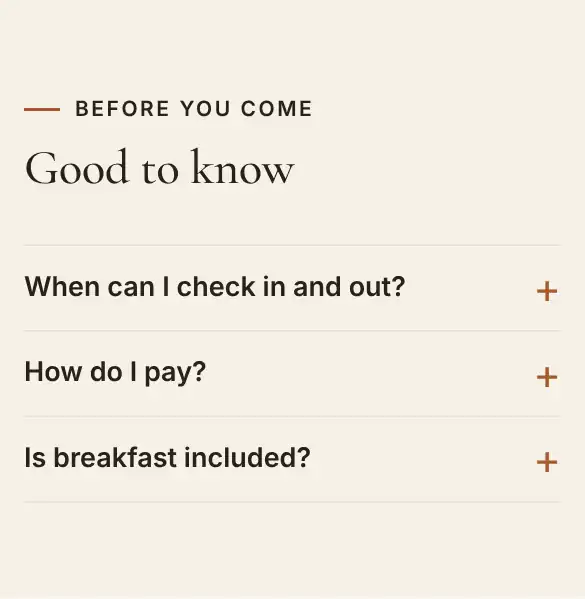 BEFORE YOU COME
Good to know
When can I check in and out?
+
How do I pay?
+
Is breakfast included?
+